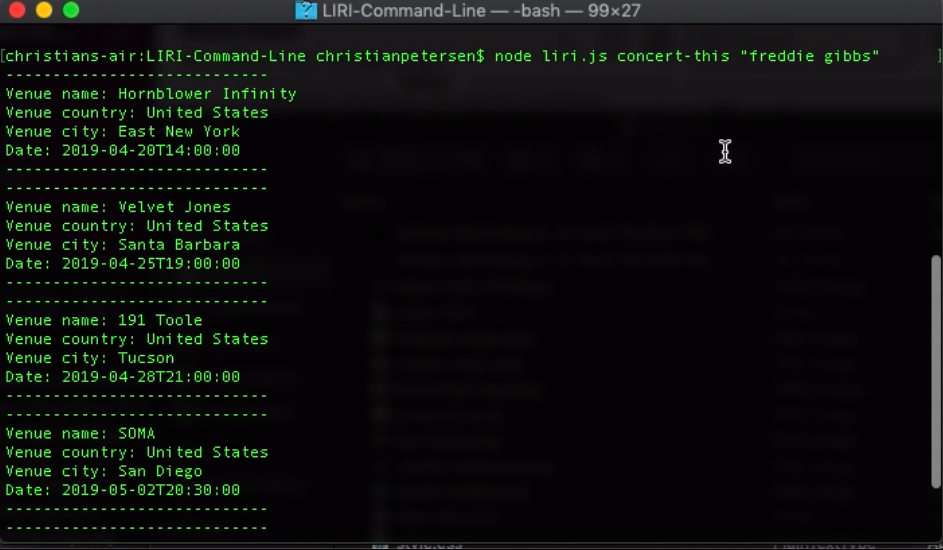 LIRI-Command-Line — -bash — 99×27
[christians-air:LIRI-Command-Line christianpetersen$ node liri.js concert-this "freddie gibbs" ]
----------------------------
Venue name: Hornblower Infinity
Venue country: United States
Venue city: East New York
Date: 2019-04-20T14:00:00
----------------------------
----------------------------
Venue name: Velvet Jones
Venue country: United States
Venue city: Santa Barbara
Date: 2019-04-25T19:00:00
----------------------------
----------------------------
Venue name: 191 Toole
Venue country: United States
Venue city: Tucson
Date: 2019-04-28T21:00:00
----------------------------
----------------------------
Venue name: SOMA
Venue country: United States
Venue city: San Diego
Date: 2019-05-02T20:30:00
----------------------------
----------------------------